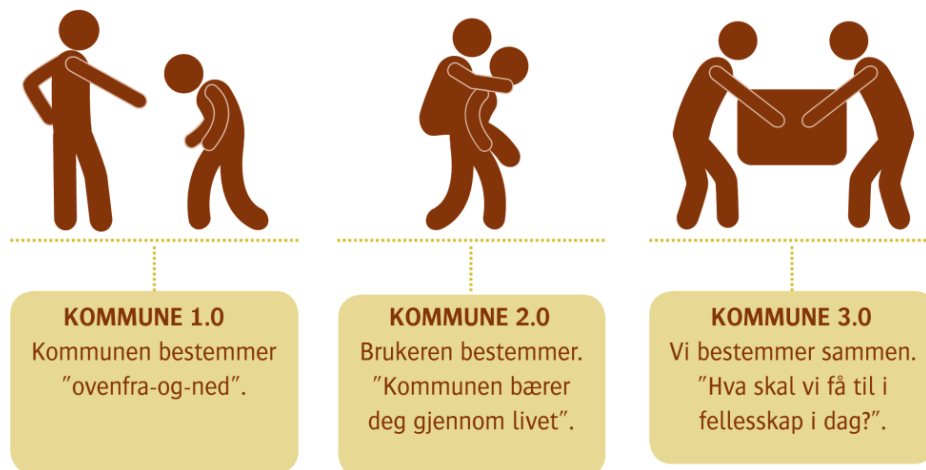 KOMMUNE 1.0
Kommunen bestemmer
”ovenfra-og-ned”.
KOMMUNE 2.0
Brukeren bestemmer.
”Kommunen bærer
deg gjennom livet”.
KOMMUNE 3.0
Vi bestemmer sammen.
”Hva skal vi få til i
fellesskap i dag?”.